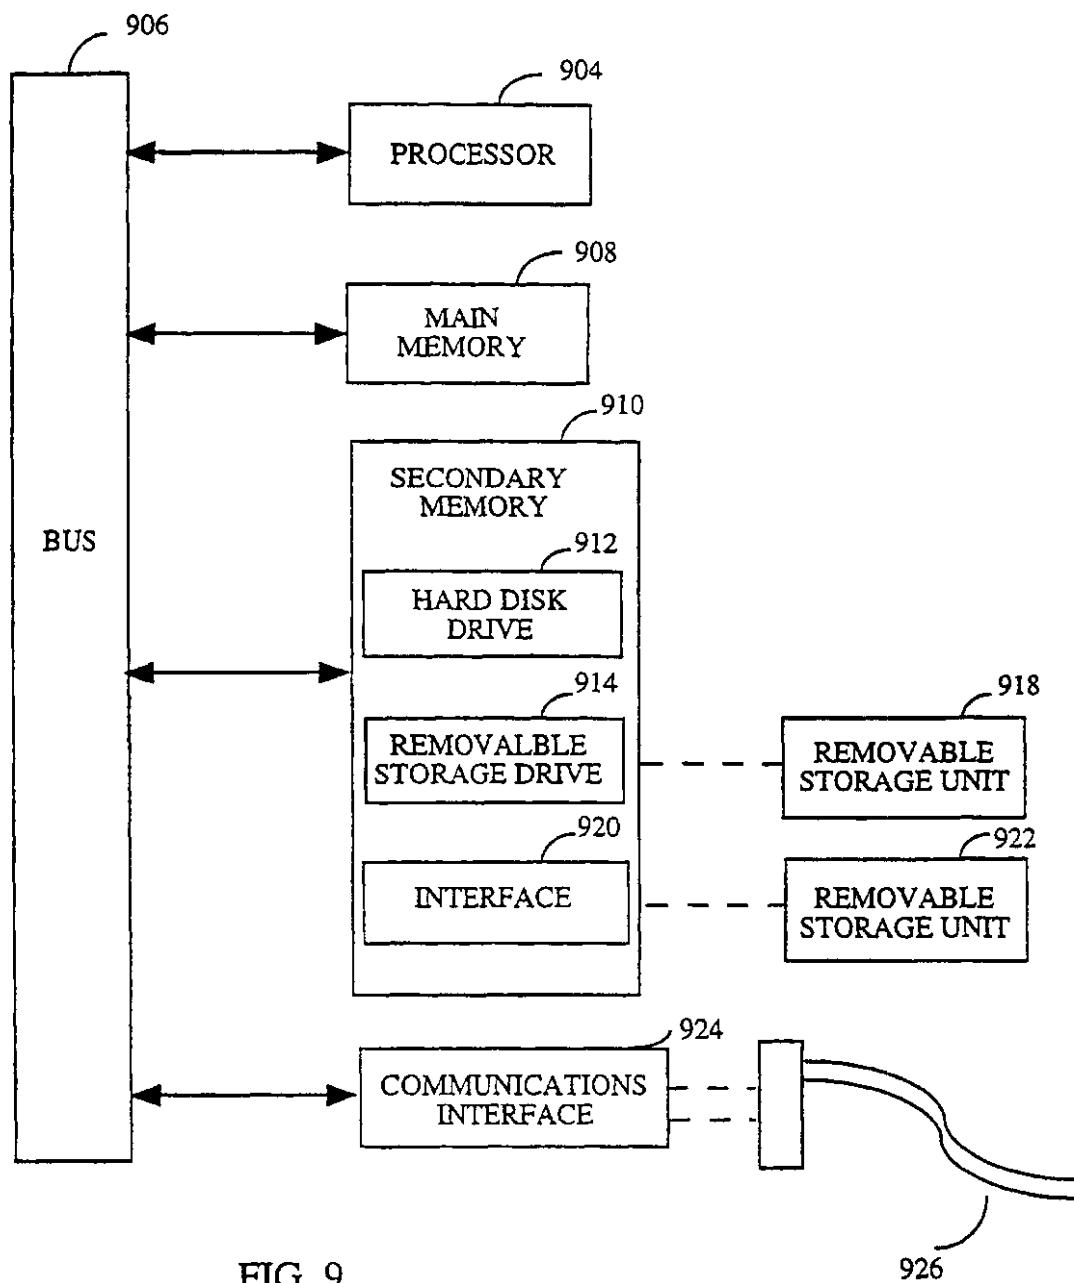 906
904
PROCESSOR
908
MAIN
MEMORY
910
SECONDARY
MEMORY
BUS
912
HARD DISK
DRIVE
914
REMOVALBLE
STORAGE DRIVE
918
REMOVABLE
STORAGE UNIT
920
INTERFACE
922
REMOVABLE
STORAGE UNIT
924
COMMUNICATIONS
INTERFACE
926
FIG. 9